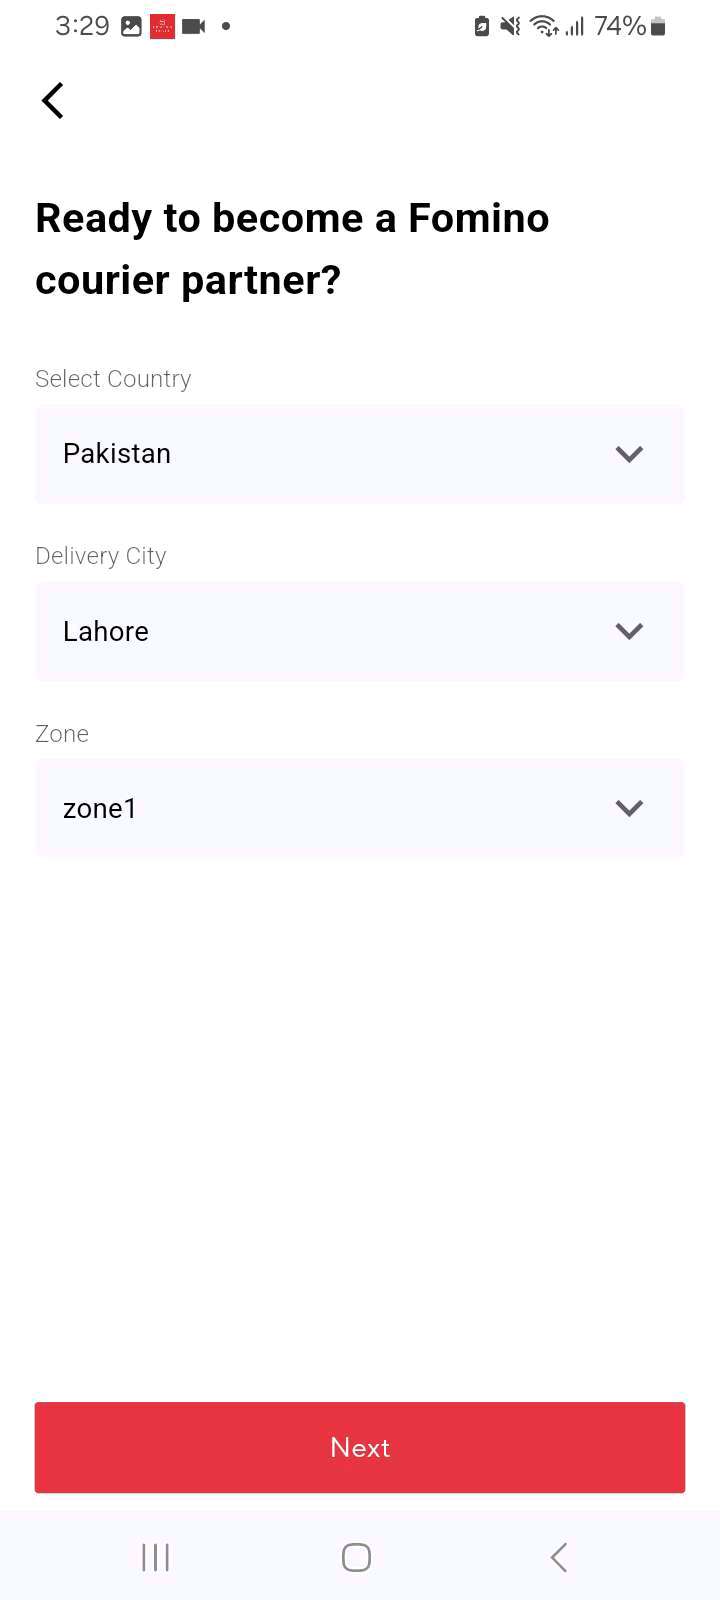 3:29
74%
Ready to become a Fomino
courier partner?
Select Country
Pakistan
Delivery City
Lahore
Zone
zone1
Next